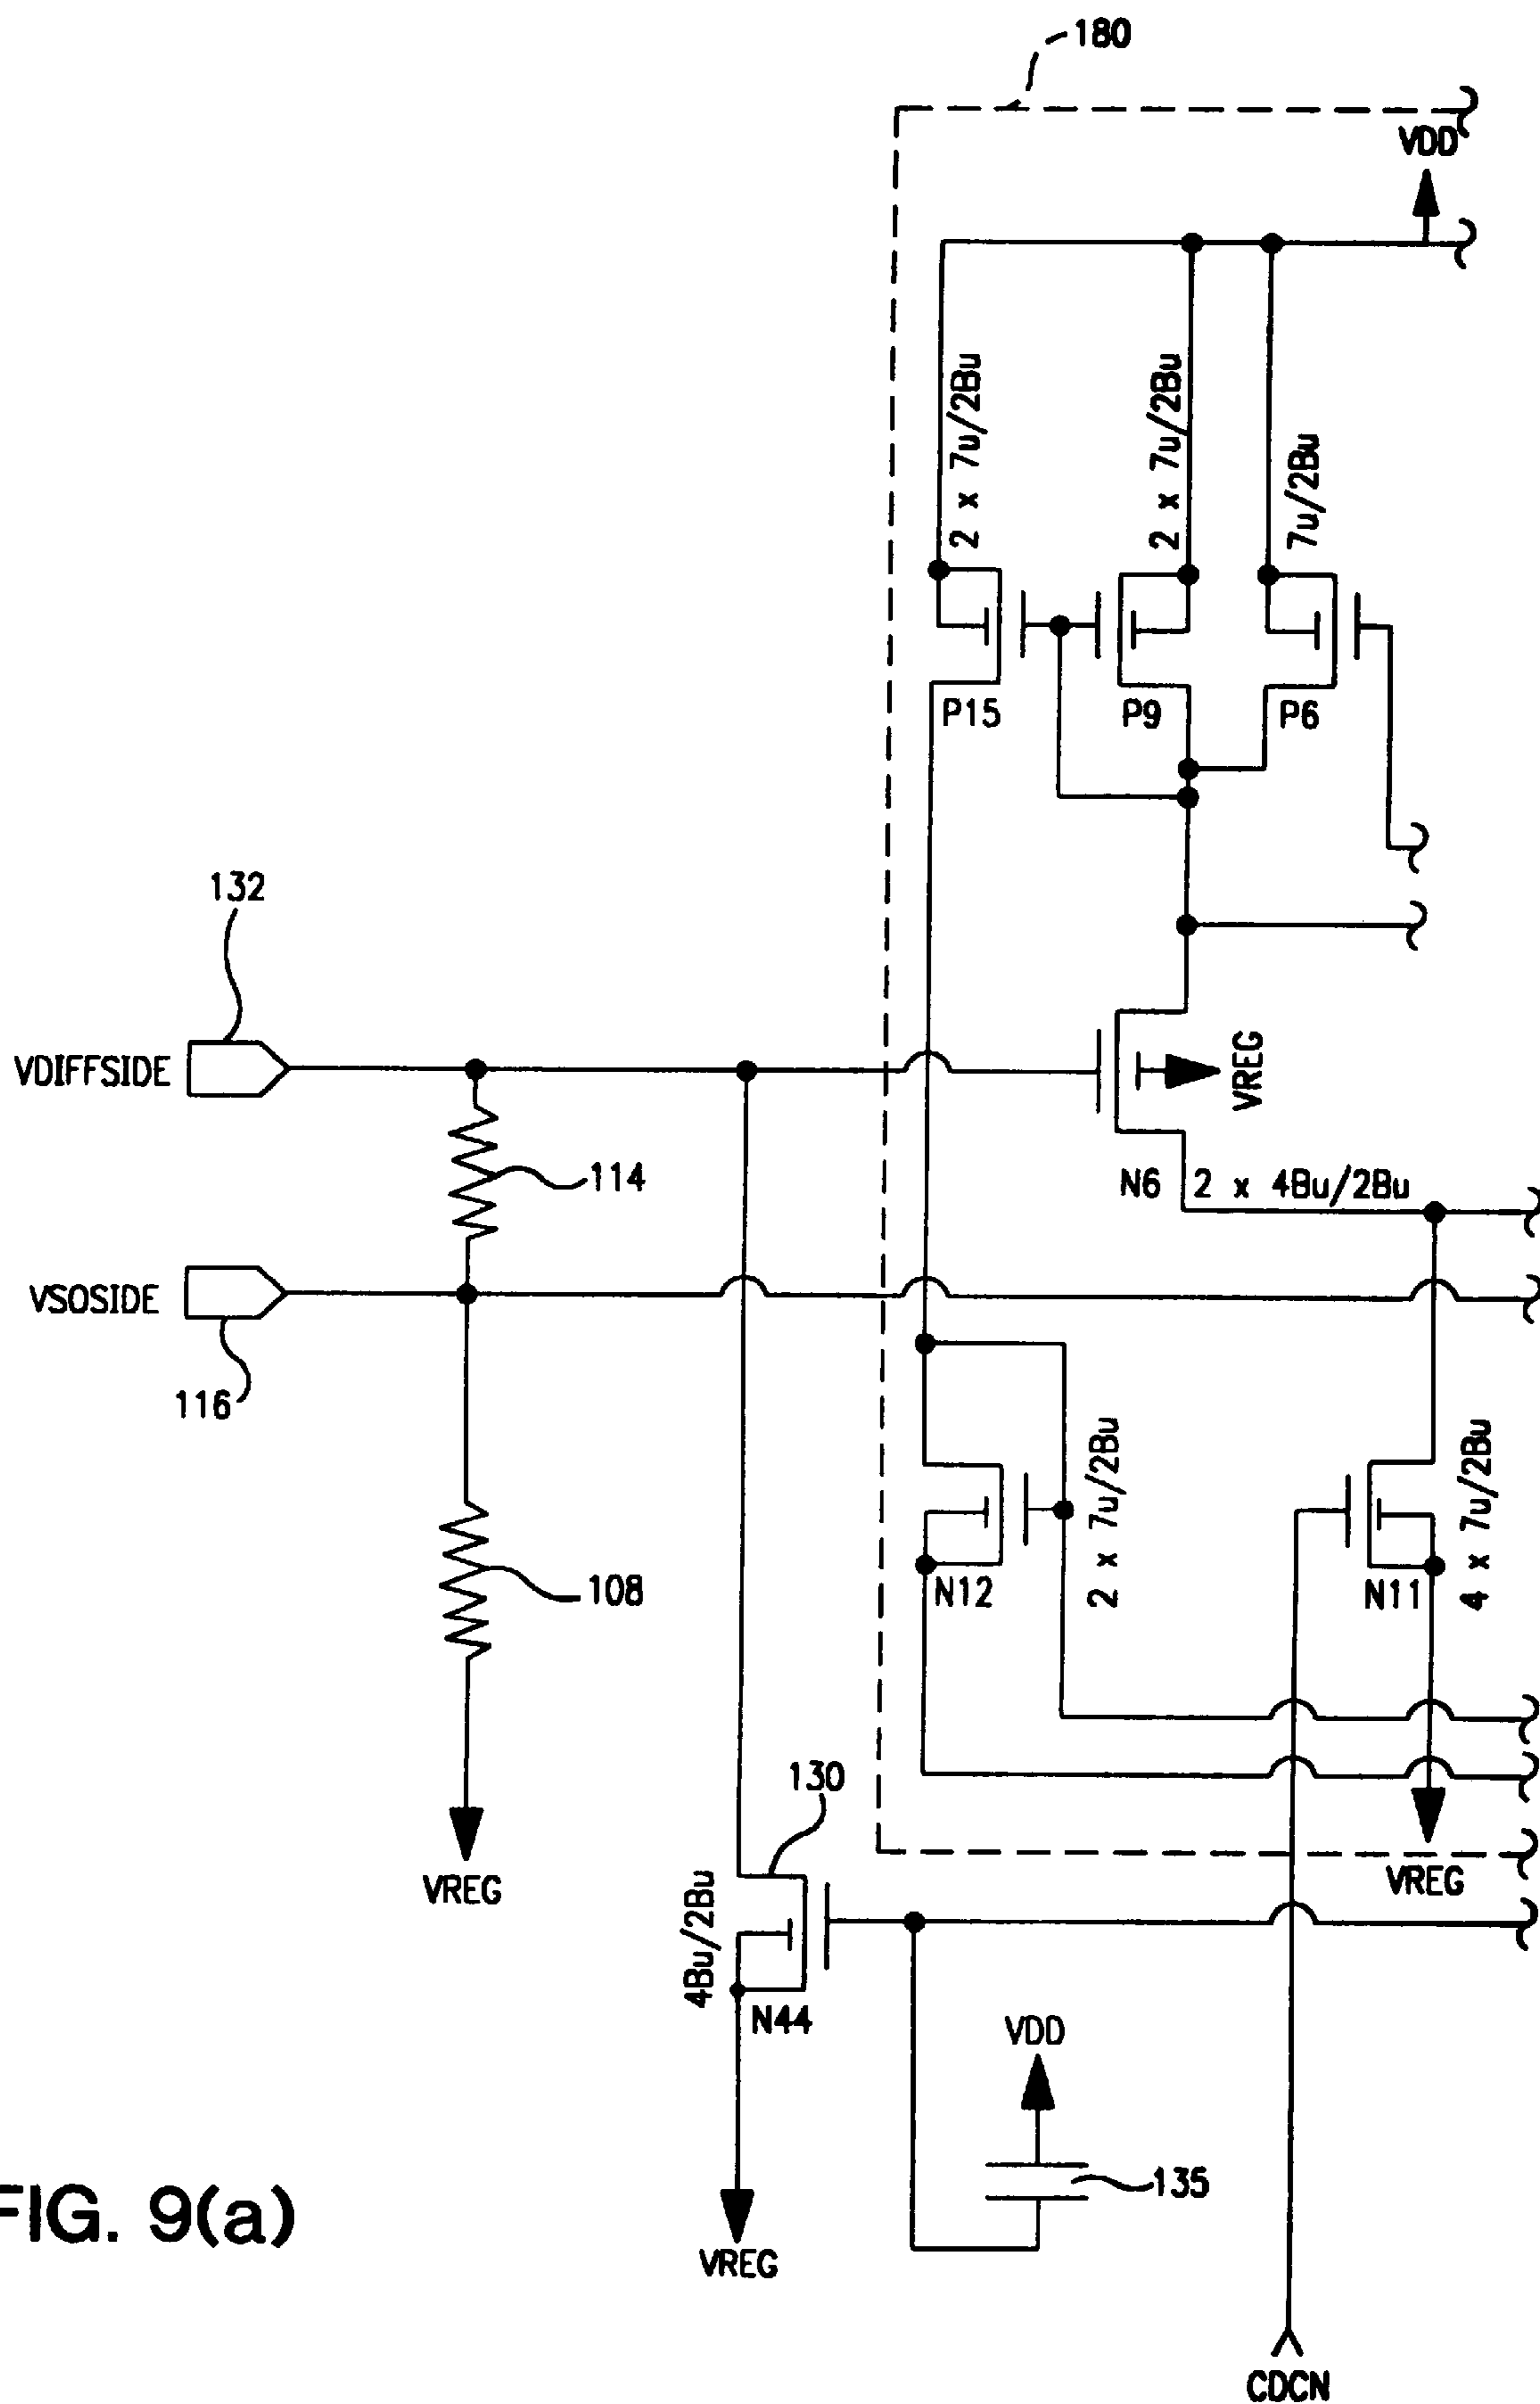 180
VDD
2 x 7u/2Bu
2 x 7u/2Bu
7u/2Bu
P15
P9
P6
132
VDIFFSIDE
VREG
114
N6
2 x 4Bu/2Bu
VSOSIDE
116
2 x 7u/2Bu
4 x 7u/2Bu
108
N12
N11
130
VREG
VREG
4Bu/2Bu
N44
VDD
135
FIG. 9(a)
VREG
CDCN